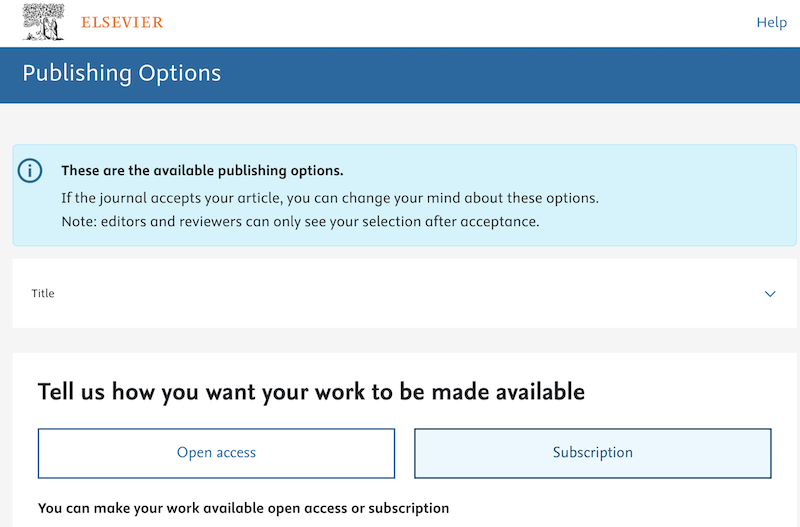 ELSEVIER
Help
Publishing Options
These are the available publishing options.
If the journal accepts your article, you can change your mind about these options.
Note: editors and reviewers can only see your selection after acceptance.
Title
Tell us how you want your work to be made available
Open access
Subscription
You can make your work available open access or subscription